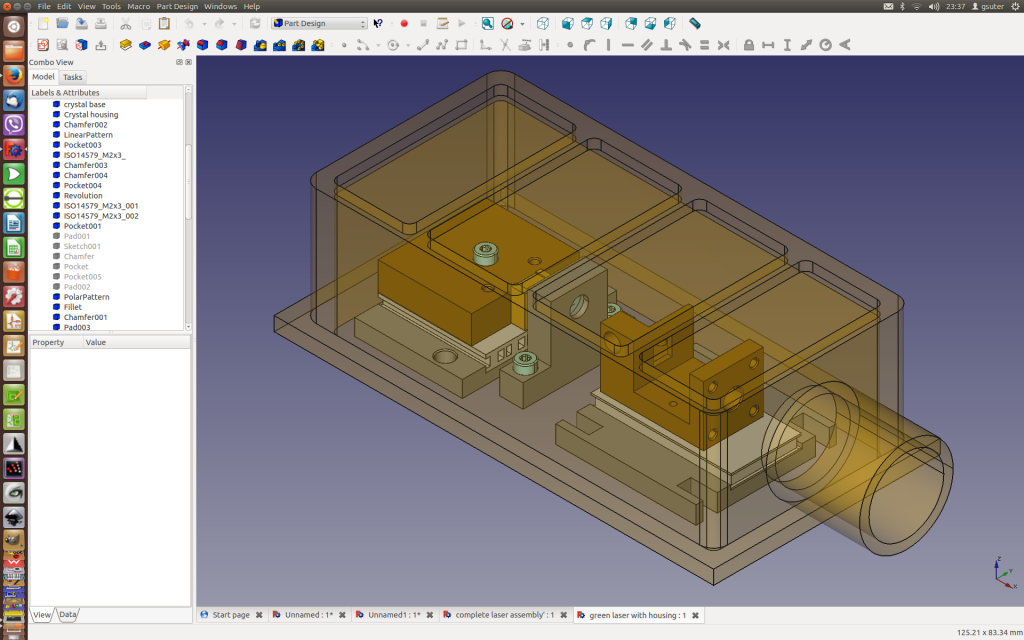 File Edit View Tools Macro Part Design Windows Help
23:37 gsuter
Part Design
Combo View
Model Tasks
Labels & Attributes
crystal base
Crystal housing
Chamfer002
LinearPattern
Pocket003
ISO14579_M2x3_
Chamfer003
Chamfer004
Pocket004
Revolution
ISO14579_M2x3_001
ISO14579_M2x3_002
Pocket001
Pad001
Sketch001
Chamfer
Pocket
Pocket005
Pad002
PolarPattern
Fillet
Chamfer001
Pad003
Property Value
View Data
Start page Unnamed : 1* Unnamed1 : 1* complete laser assembly' : 1 green laser with housing : 1
Z
Y
X
125.21 x 83.34 mm